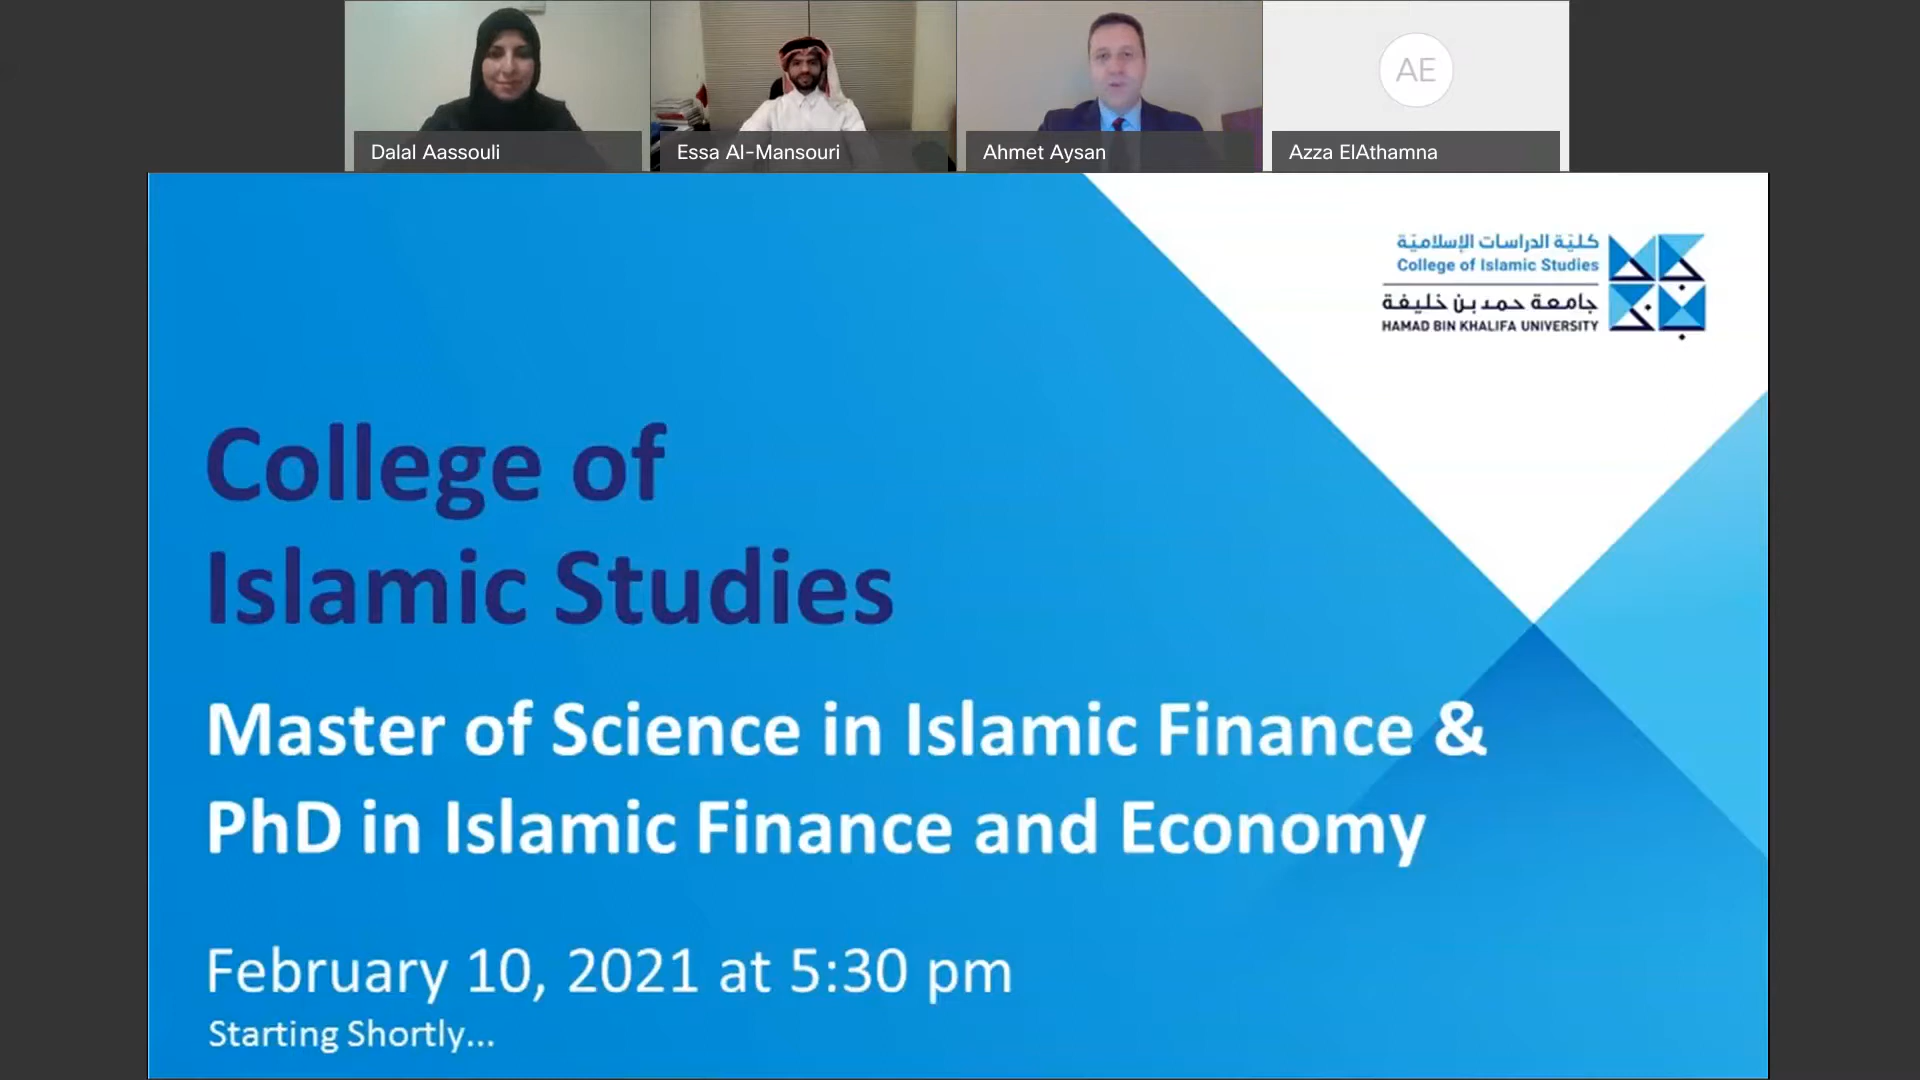 Dalal Aassouli
Essa Al-Mansouri
Ahmet Aysan
AE
Azza ElAthamna
كلية الدراسات الإسلاميّة
College of Islamic Studies
جامعة حمد بن خليفة
HAMAD BIN KHALIFA UNIVERSITY
College of
Islamic Studies
Master of Science in Islamic Finance &
PhD in Islamic Finance and Economy
February 10, 2021 at 5:30 pm
Starting Shortly...